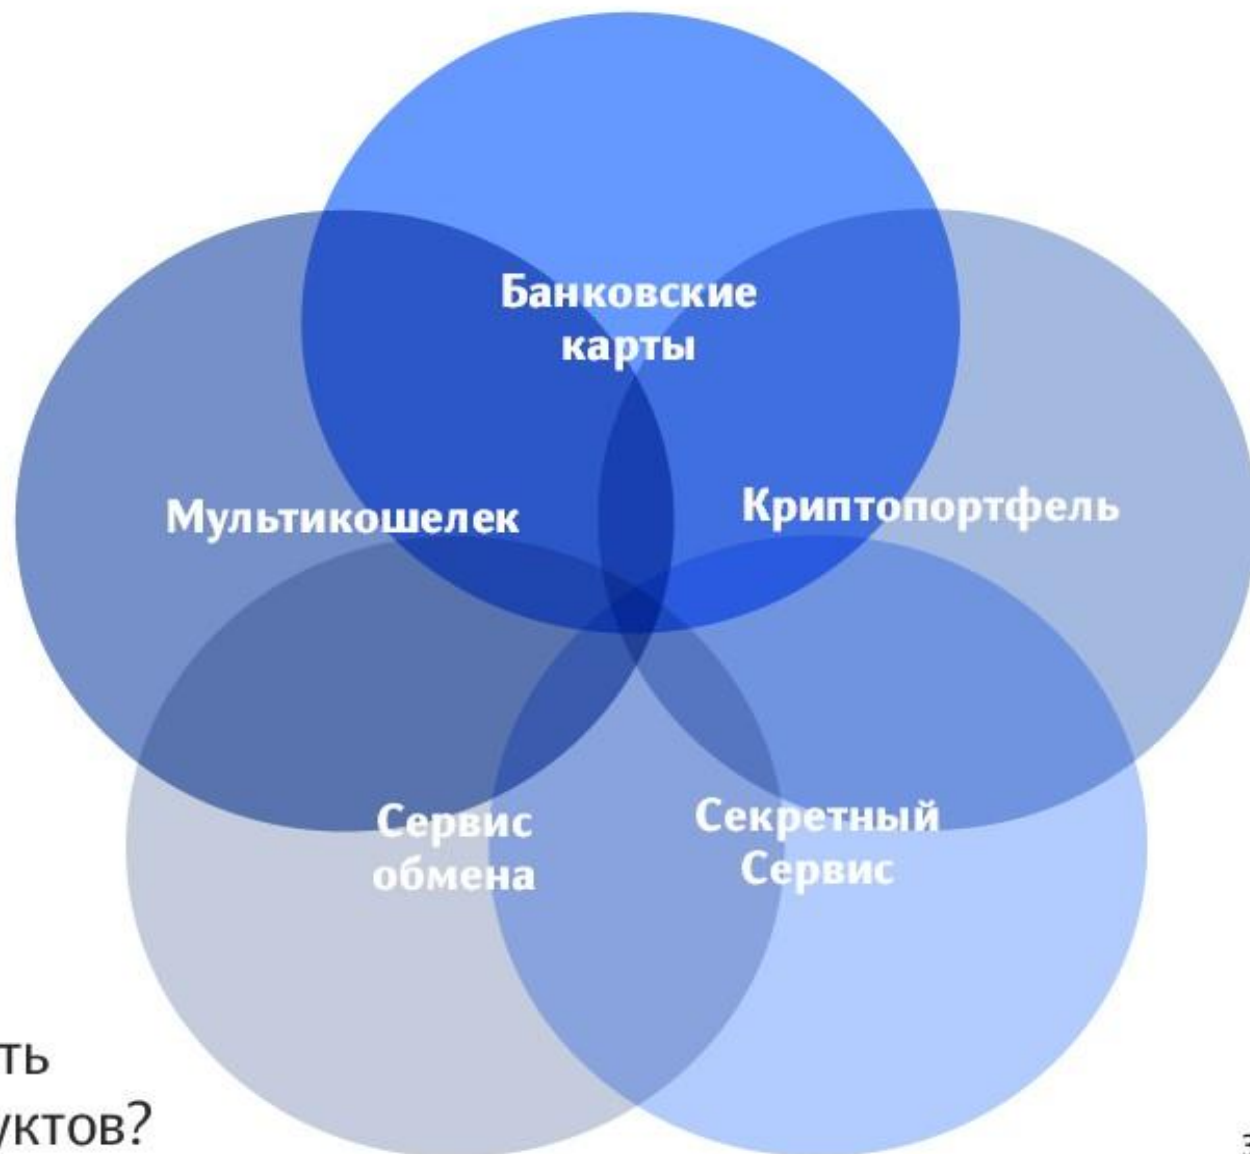 Банковские
карты
Мультикошелек
Криптопортфель
Сервис
обмена
Секретный
Сервис